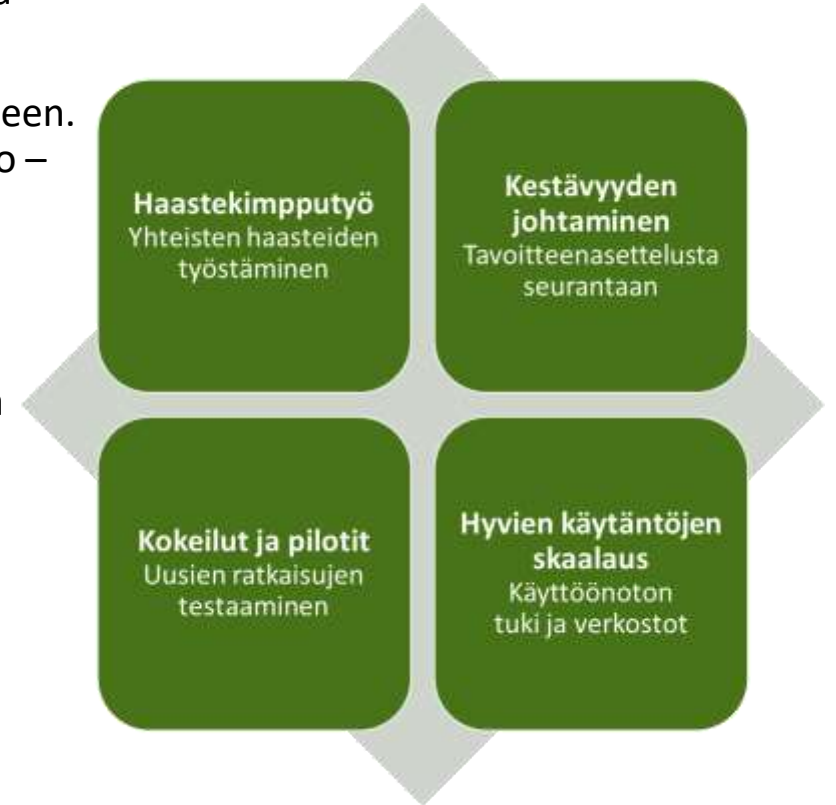 een.
o –
Haastekimpputyö
Yhteisten haasteiden
työstäminen
Kestävyyden
johtaminen
Tavoitteenasettelusta
seurantaan
Kokeilut ja pilotit
Uusien ratkaisujen
testaaminen
Hyvien käytäntöjen
skaalaus
Käyttöönoton
tuki ja verkostot